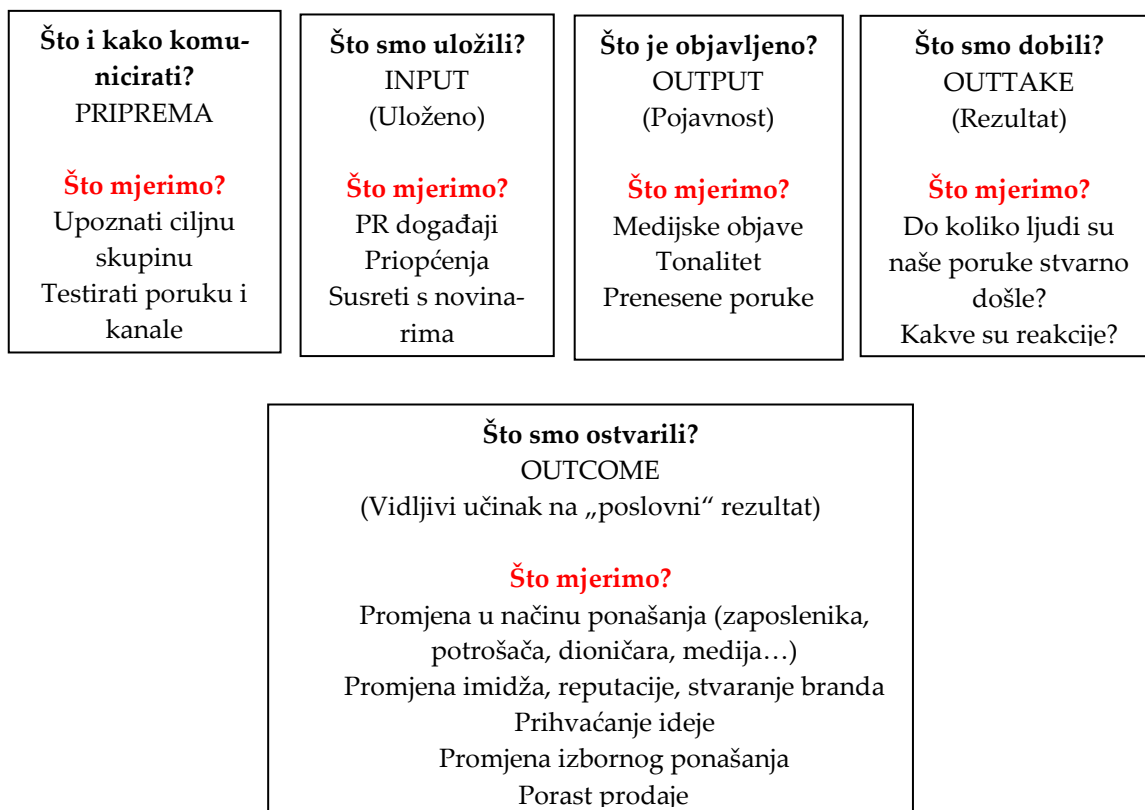 Što i kako komu-
nicirati?
PRIPREMA
Što mjerimo?
Upoznati ciljnu
skupinu
Testirati poruku i
kanale
Što smo uložili?
INPUT
(Uloženo)
Što mjerimo?
PR događaji
Priopćenja
Susreti s novina-
rima
Što je objavljeno?
OUTPUT
(Pojavnost)
Što mjerimo?
Medijske objave
Tonalitet
Prenesene poruke
Što smo dobili?
OUTTAKE
(Rezultat)
Što mjerimo?
Do koliko ljudi su
naše poruke stvarno
došle?
Kakve su reakcije?
Što smo ostvarili?
OUTCOME
(Vidljivi učinak na „poslovni“ rezultat)
Što mjerimo?
Promjena u načinu ponašanja (zaposlenika,
potrošača, dioničara, medija…)
Promjena imidža, reputacije, stvaranje branda
Prihvaćanje ideje
Promjena izbornog ponašanja
Porast prodaje